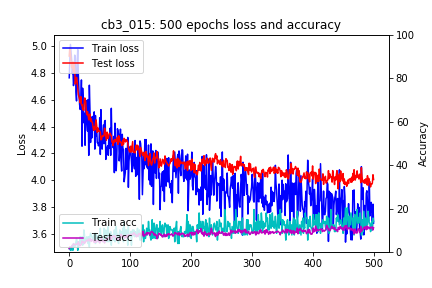 cb3_015: 500 epochs loss and accuracy
Train loss
Test loss
Train acc
Test acc
Loss
Accuracy
5.0
4.8
4.6
4.4
4.2
4.0
3.8
3.6
100
80
60
40
20
0
0 100 200 300 400 500